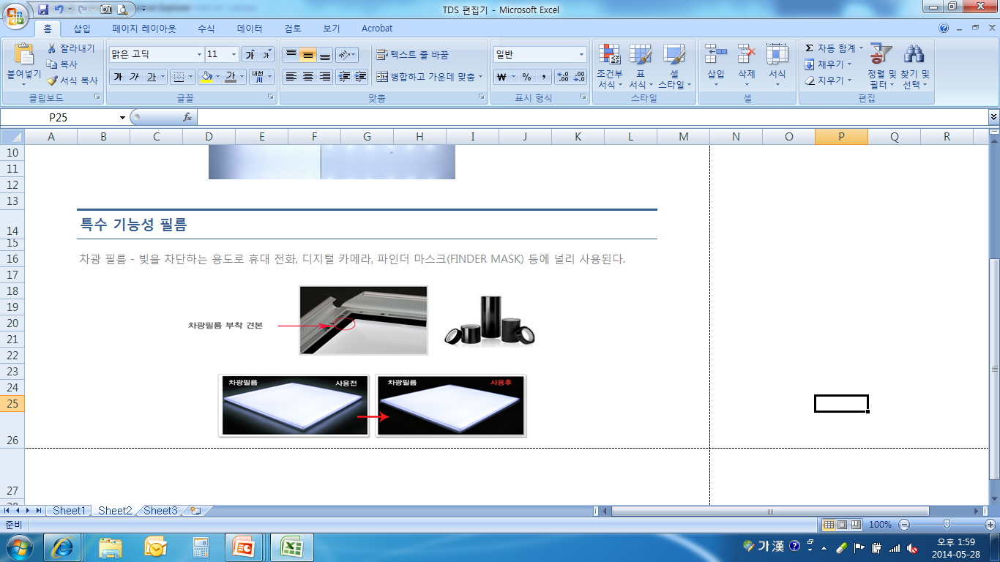 TDS 편집기 - Microsoft Excel
홈 삽입 페이지 레이아웃 수식 데이터 검토 보기 Acrobat
붙여넣기 잘라내기 복사 서식 복사 클립보드
맑은 고딕 11 가 가 가 가 가 가 내천 글꼴
텍스트 줄 바꿈 병합하고 가운데 맞춤 맞춤
일반 ₩ % , 표시 형식
조건부 서식 표 서식 셀 스타일 스타일
삽입 삭제 서식 셀
Σ 자동 합계 채우기 지우기 정렬 및 필터 찾기 및 선택 편집
P25 fx
A B C D E F G H I J K L M N O P Q R
10
11
12
13
14 특수 기능성 필름
15
16 차광 필름 - 빛을 차단하는 용도로 휴대 전화, 디지털 카메라, 파인더 마스크(FINDER MASK) 등에 널리 사용된다.
17
18
19
20 차광필름 부착 견본
21
22
23
24 차광필름 사용전 차광필름 사용후
25
26
27
Sheet1 Sheet2 Sheet3
준비 100%
가 漢 오후 1:59
2014-05-28